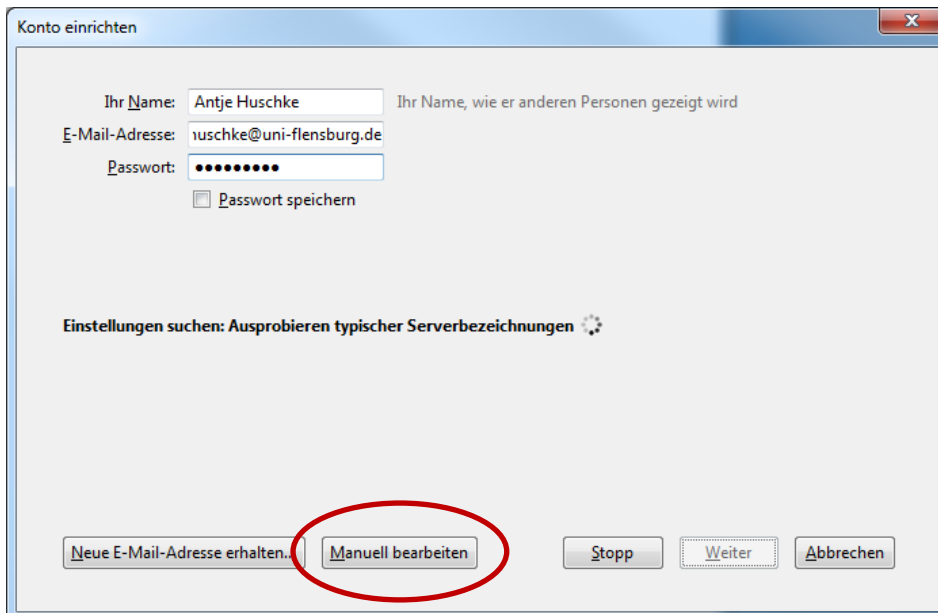 Konto einrichten
Ihr Name: Antje Huschke Ihr Name, wie er anderen Personen gezeigt wird
E-Mail-Adresse: uschke@uni-flensburg.de
Passwort: ●●●●●●●●●
Passwort speichern
Einstellungen suchen: Ausprobieren typischer Serverbezeichnungen
Neue E-Mail-Adresse erhalten... Manuell bearbeiten Stopp Weiter Abbrechen